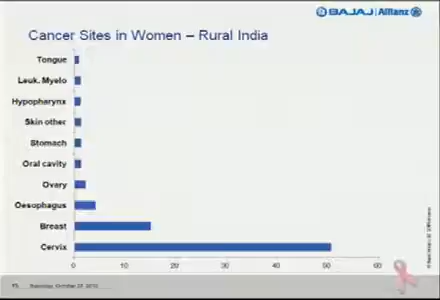 BAJAJ | Allianz
Cancer Sites in Women – Rural India
Tongue
Leuk. Myelo
Hypopharynx
Skin other
Stomach
Oral cavity
Ovary
Oesophagus
Breast
Cervix
0 10 20 30 40 50 60